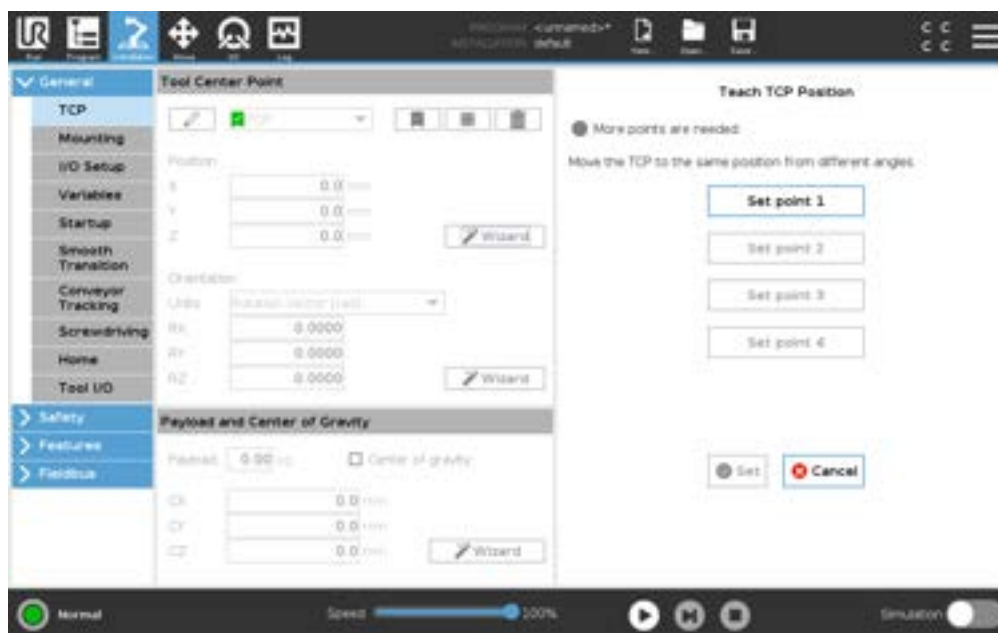 Run
Program
Installation
Move
I/O
Log
PROGRAM <unnamed>*
INSTALLATION default
New...
Open...
Save...
C C
C C
General
TCP
Mounting
I/O Setup
Variables
Startup
Smooth
Transition
Conveyor
Tracking
Screwdriving
Home
Tool I/O
Safety
Features
Fieldbus
Tool Center Point
TCP
Position
X 0.0 mm
Y 0.0 mm
Z 0.0 mm
Wizard
Orientation
Units Rotation Vector [rad]
RX 0.0000
RY 0.0000
RZ 0.0000
Wizard
Payload and Center of Gravity
Payload 0.00 kg Center of gravity
CX 0.0 mm
CY 0.0 mm
CZ 0.0 mm
Wizard
Teach TCP Position
More points are needed.
Move the TCP to the same position from different angles.
Set point 1
Set point 2
Set point 3
Set point 4
Set
Cancel
Normal
Speed 100%
Simulation